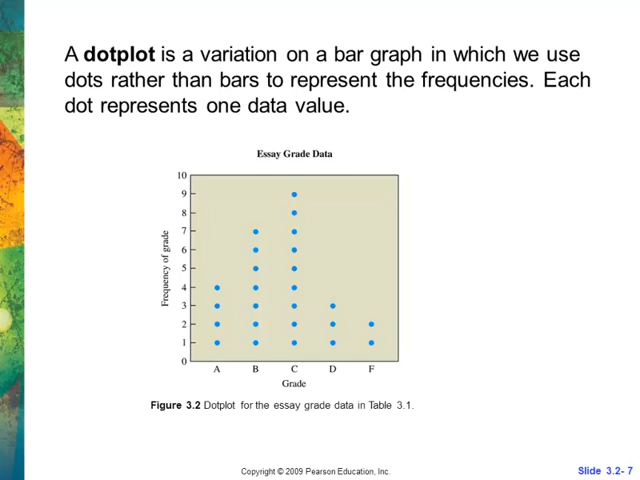 A dotplot is a variation on a bar graph in which we use
dots rather than bars to represent the frequencies. Each
dot represents one data value.
Essay Grade Data
10
9
8
7
6
5
4
3
2
1
0
Frequency of grade
A B C D F
Grade
Figure 3.2 Dotplot for the essay grade data in Table 3.1.
Copyright © 2009 Pearson Education, Inc.
Slide 3.2- 7